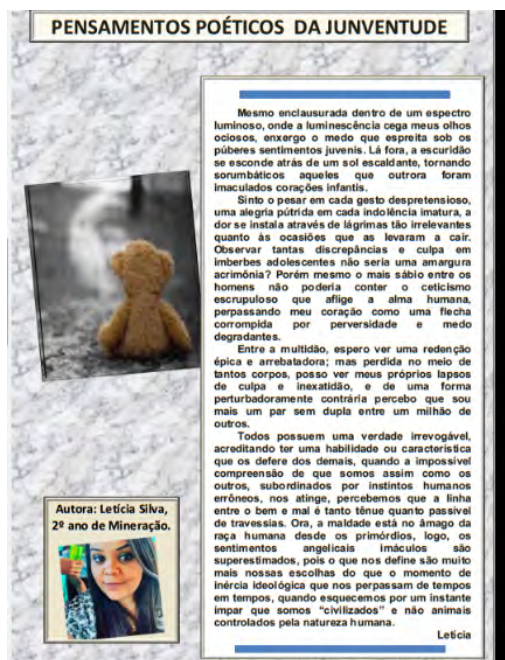 PENSAMENTOS POÉTICOS DA JUNVENTUDE
Mesmo enclausurada dentro de um espectro
luminoso, onde a luminescência cega meus olhos
ociosos, enxergo o medo que espreita sob os
púberes sentimentos juvenis. Lá fora, a escuridão
se esconde atrás de um sol escaldante, tornando
sorumbáticos aqueles que outrora foram
imaculados corações infantis.
Sinto o pesar em cada gesto despretensioso,
uma alegria pútrida em cada indolência imatura, a
dor se instala através de lágrimas tão irrelevantes
quanto às ocasiões que as levaram a cair.
Observar tantas discrepâncias e culpa em
imberbes adolescentes não seria uma amargura
acrimônia? Porém mesmo o mais sábio entre os
homens não poderia conter o ceticismo
escrupuloso que aflige a alma humana,
perpassando meu coração como uma flecha
corrompida por perversidade e medo
degradantes.
Entre a multidão, espero ver uma redenção
épica e arrebatadora; mas perdida no meio de
tantos corpos, posso ver meus próprios lapsos
de culpa e inexatidão, e de uma forma
perturbadoramente contrária percebo que sou
mais um par sem dupla entre um milhão de
outros.
Todos possuem uma verdade irrevogável,
acreditando ter uma habilidade ou característica
que os defere dos demais, quando a impossível
compreensão de que somos assim como os
outros, subordinados por instintos humanos
errôneos, nos atinge, percebemos que a linha
entre o bem e mal é tanto tênue quanto passível
de travessias. Ora, a maldade está no âmago da
raça humana desde os primórdios, logo, os
sentimentos angelicais imáculos são
superestimados, pois o que nos define são muito
mais nossas escolhas do que o momento de
inércia ideológica que nos perpassam de tempos
em tempos, quando esquecemos por um instante
ímpar que somos “civilizados” e não animais
controlados pela natureza humana.
Letícia
Autora: Letícia Silva,
2º ano de Mineração.